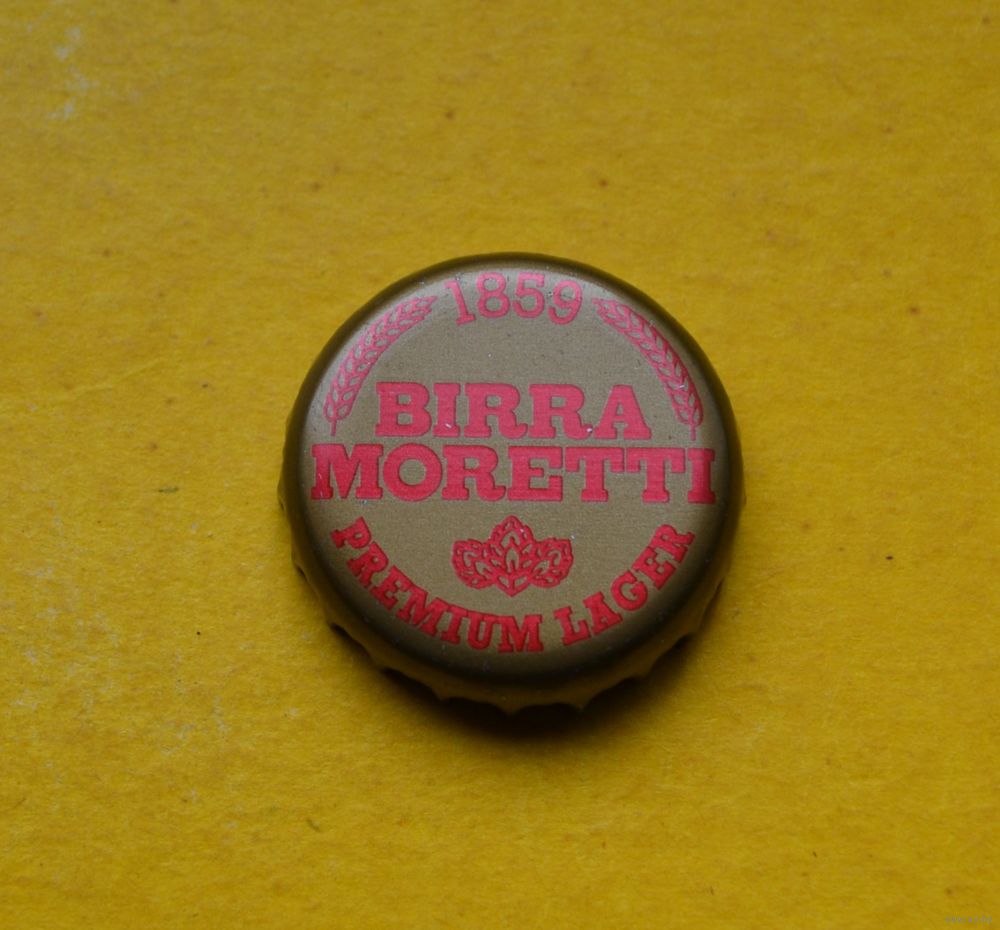 1859
BIRRA
MORETTI
PREMIUM LAGER